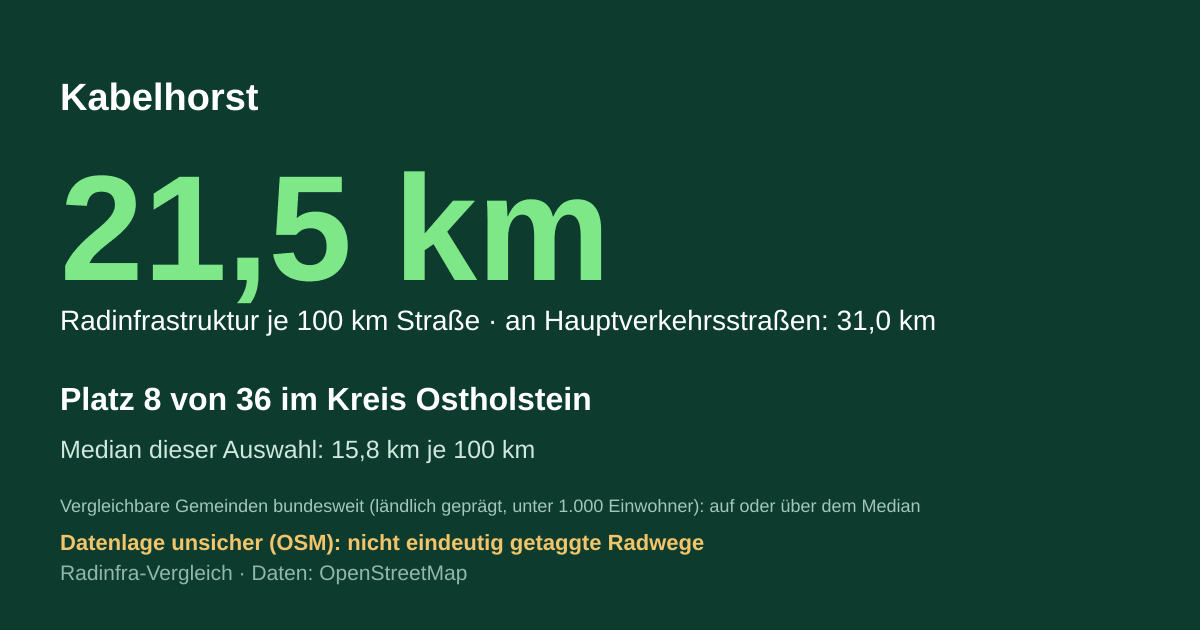 Kabelhorst
21,5 km
Radinfrastruktur je 100 km Straße · an Hauptverkehrsstraßen: 31,0 km
Platz 8 von 36 im Kreis Ostholstein
Median dieser Auswahl: 15,8 km je 100 km
Vergleichbare Gemeinden bundesweit (ländlich geprägt, unter 1.000 Einwohner): auf oder über dem Median
Datenlage unsicher (OSM): nicht eindeutig getaggte Radwege
Radinfra-Vergleich · Daten: OpenStreetMap